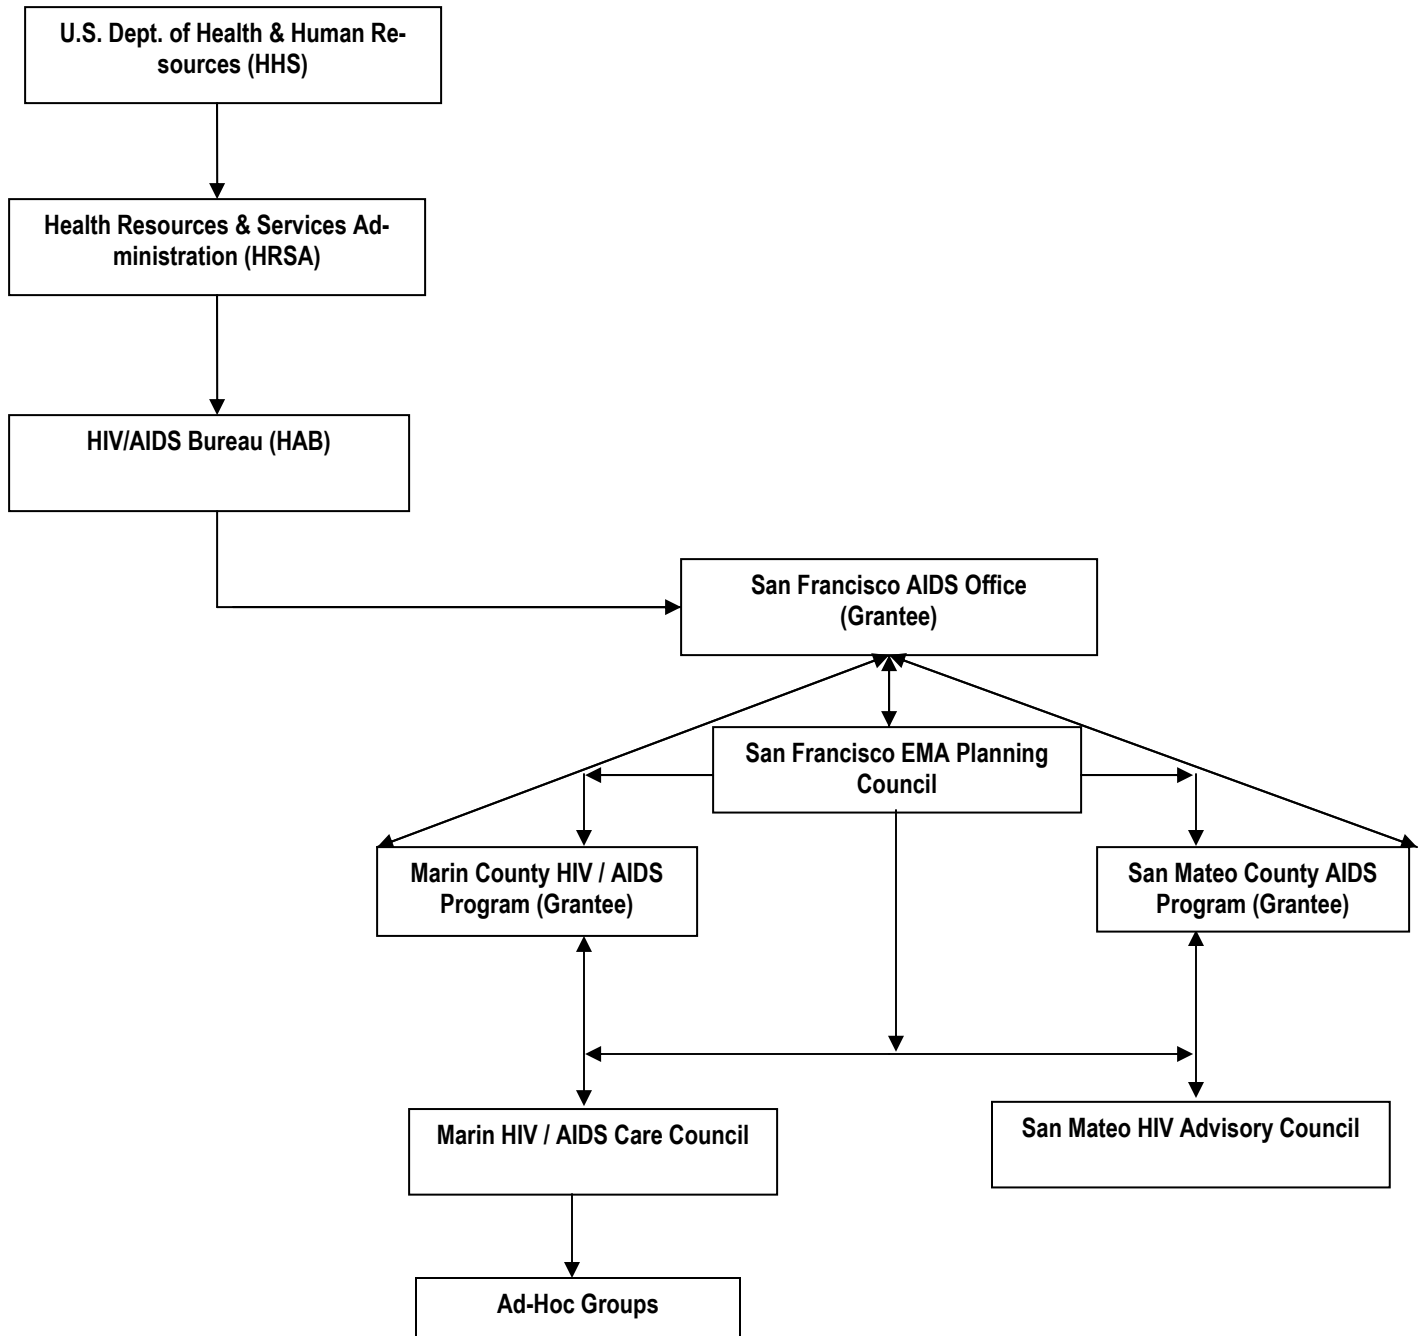 U.S. Dept. of Health & Human Re-
sources (HHS)
Health Resources & Services Ad-
ministration (HRSA)
HIV/AIDS Bureau (HAB)
San Francisco AIDS Office
(Grantee)
San Francisco EMA Planning
Council
Marin County HIV / AIDS
Program (Grantee)
San Mateo County AIDS
Program (Grantee)
Marin HIV / AIDS Care Council
San Mateo HIV Advisory Council
Ad-Hoc Groups